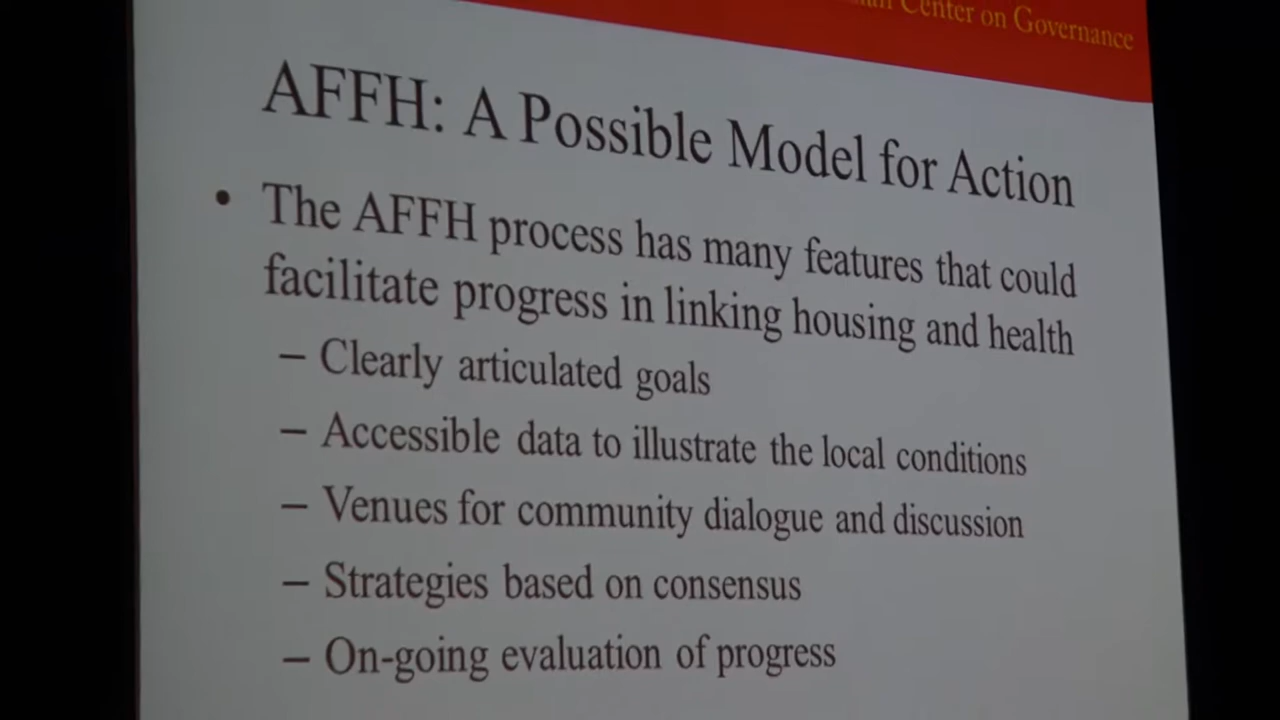 Center on Governance
AFFH: A Possible Model for Action
• The AFFH process has many features that could
facilitate progress in linking housing and health
– Clearly articulated goals
– Accessible data to illustrate the local conditions
– Venues for community dialogue and discussion
– Strategies based on consensus
– On-going evaluation of progress